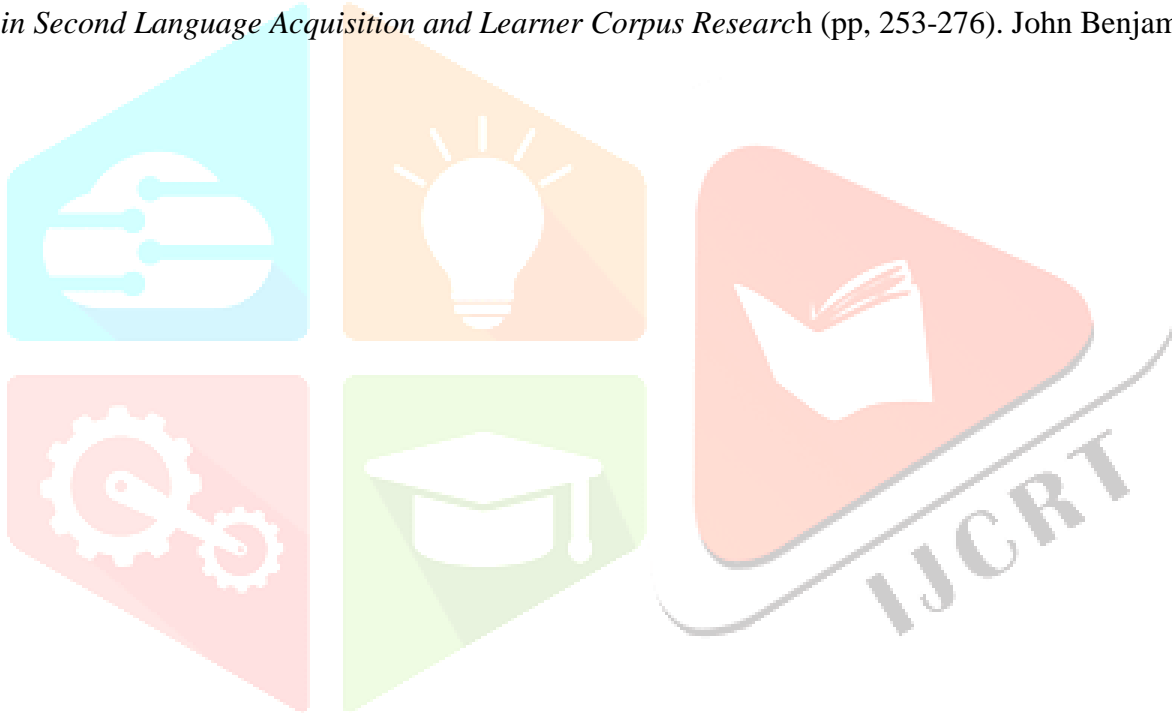 in Second Language Acquisition and Learner Corpus Research (pp, 253-276). John Benjam
IJCRT